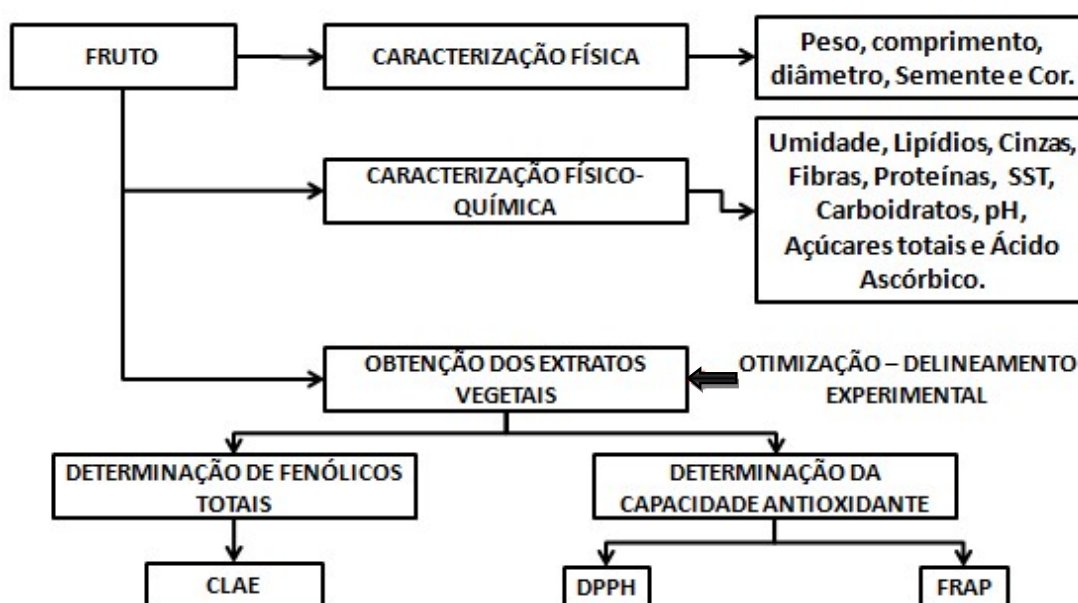 FRUTO
CARACTERIZAÇÃO FÍSICA
Peso, comprimento,
diâmetro, Semente e Cor.
CARACTERIZAÇÃO FÍSICO-
QUÍMICA
Umidade, Lipídios, Cinzas,
Fibras, Proteínas, SST,
Carboidratos, pH,
Açúcares totais e Ácido
Ascórbico.
OBTENÇÃO DOS EXTRATOS
VEGETAIS
OTIMIZAÇÃO – DELINEAMENTO
EXPERIMENTAL
DETERMINAÇÃO DE FENÓLICOS
TOTAIS
DETERMINAÇÃO DA
CAPACIDADE ANTIOXIDANTE
CLAE
DPPH
FRAP